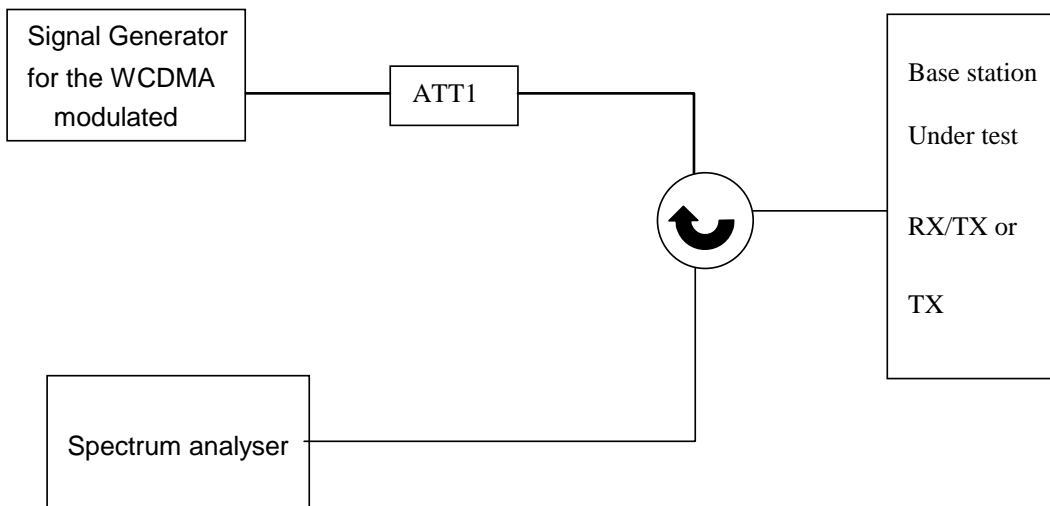 Signal Generator
for the WCDMA
modulated
ATT1
Base station
Under test
RX/TX or
TX
Spectrum analyser